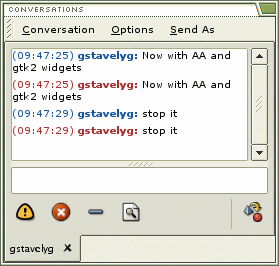 CONVERSATIONS
Conversation Options Send As
(09:47:25) gstavelyg: Now with AA and
gtk2 widgets
(09:47:25) gstavelyg: Now with AA and
gtk2 widgets
(09:47:29) gstavelyg: stop it
(09:47:29) gstavelyg: stop it
gstavelyg X